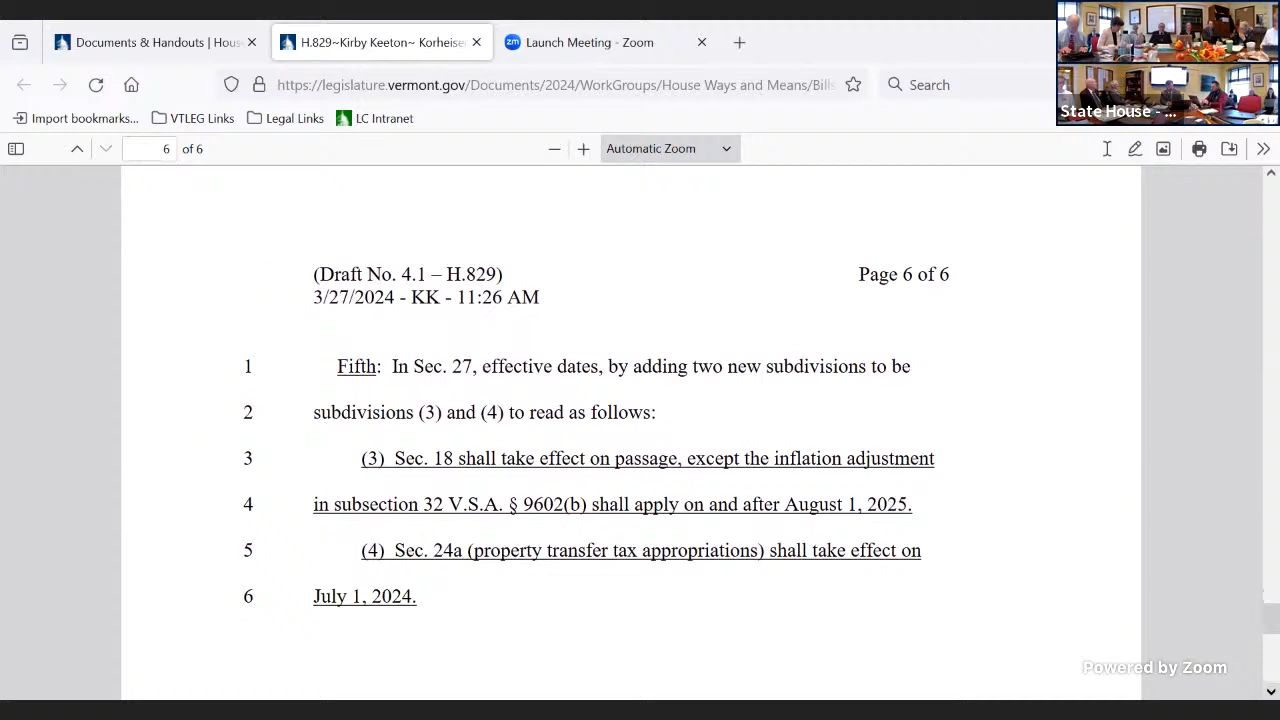 Documents & Handouts | Hous
H.829~Kirby Keeton~ Korheise
Launch Meeting - Zoom
https://legislature.vermont.gov/Documents/2024/WorkGroups/House Ways and Means/Bills
Search
Import bookmarks...
VTLEG Links
Legal Links
LC Intranet
State House - ...
6 of 6
Automatic Zoom
(Draft No. 4.1 – H.829)
Page 6 of 6
3/27/2024 - KK - 11:26 AM
1 Fifth: In Sec. 27, effective dates, by adding two new subdivisions to be
2 subdivisions (3) and (4) to read as follows:
3 (3) Sec. 18 shall take effect on passage, except the inflation adjustment
4 in subsection 32 V.S.A. § 9602(b) shall apply on and after August 1, 2025.
5 (4) Sec. 24a (property transfer tax appropriations) shall take effect on
6 July 1, 2024.
Powered by Zoom